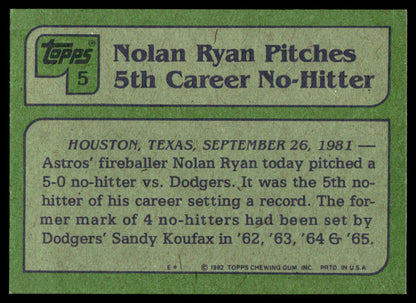 Topps
5
Nolan Ryan Pitches
5th Career No-Hitter
HOUSTON, TEXAS, SEPTEMBER 26, 1981 —
Astros' fireballer Nolan Ryan today pitched a
5-0 no-hitter vs. Dodgers. It was the 5th no-
hitter of his career setting a record. The for-
mer mark of 4 no-hitters had been set by
Dodgers' Sandy Koufax in '62, '63, '64 & '65.
E* © 1982 TOPPS CHEWING GUM, INC. PRTD. IN U.S.A.